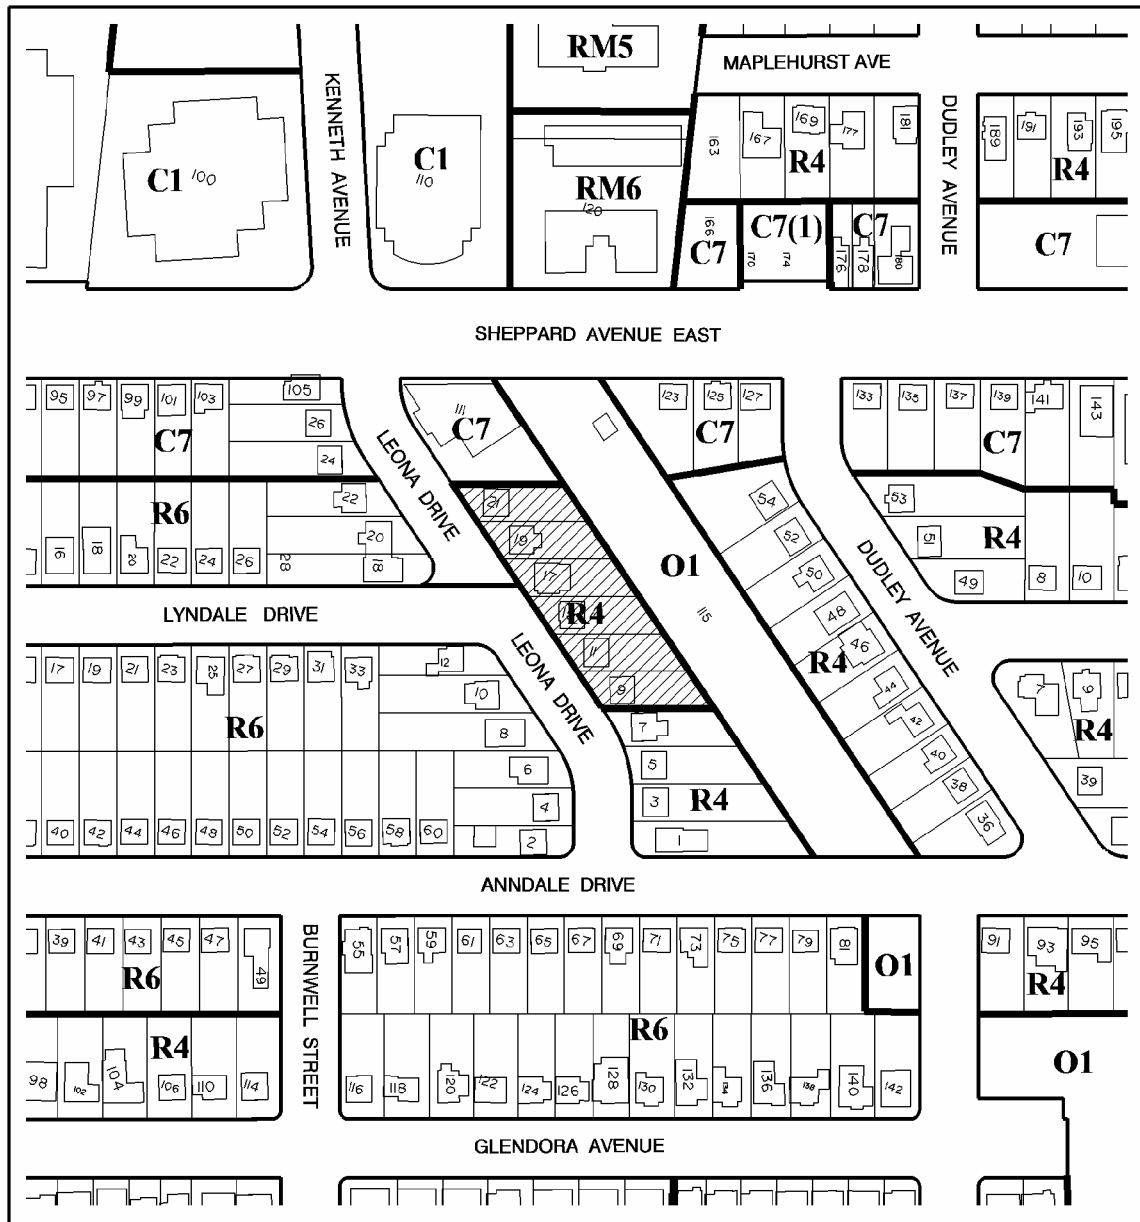 RM5
MAPLEHURST AVE
KENNETH AVENUE
DUDLEY AVENUE
C1 100
C1 110
RM6
120
163 167 169 177 181
R4
189 191 193 195
R4
166
C7
C7(1)
170 174
C7
176 178 180
C7
SHEPPARD AVENUE EAST
95 97 99 101 103 105
26
24
C7
111
C7
123 125 127
C7
133 135 137 139 141 143
C7
LEONA DRIVE
R6
22
20
16 18 20 22 24 26 28 18
21
19
17
R4
11
9
O1
115
54
52
50
48
46
44
42
40
38
36
R4
DUDLEY AVENUE
53
51
49
R4
8 10
LYNDALE DRIVE
LEONA DRIVE
17 19 21 23 25 27 29 31 33
12
10
8
6
4
2
R6
40 42 44 46 48 50 52 54 56 58 60
7
5
3
1
R4
7 9
R4
39
ANNDALE DRIVE
39 41 43 45 47 49
R6
BURNWELL STREET
55 57 59 61 63 65 67 69 71 73 75 77 79 81
O1
91 93 95
R4
R4
98 102 104 106 110 114
R6
116 118 120 122 124 126 128 130 132 134 136 138 140 142
O1
GLENDORA AVENUE